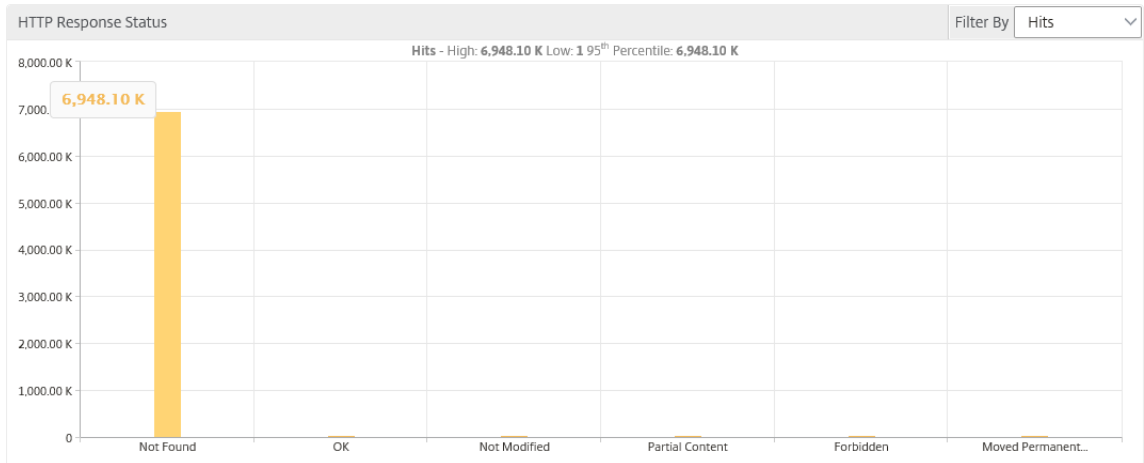 HTTP Response Status
Filter By Hits
Hits - High: 6,948.10 K Low: 1 95th Percentile: 6,948.10 K
8,000.00 K
6,948.10 K
7,000.
6,000.00 K
5,000.00 K
4,000.00 K
3,000.00 K
2,000.00 K
1,000.00 K
0
Not Found OK Not Modified Partial Content Forbidden Moved Permanent...